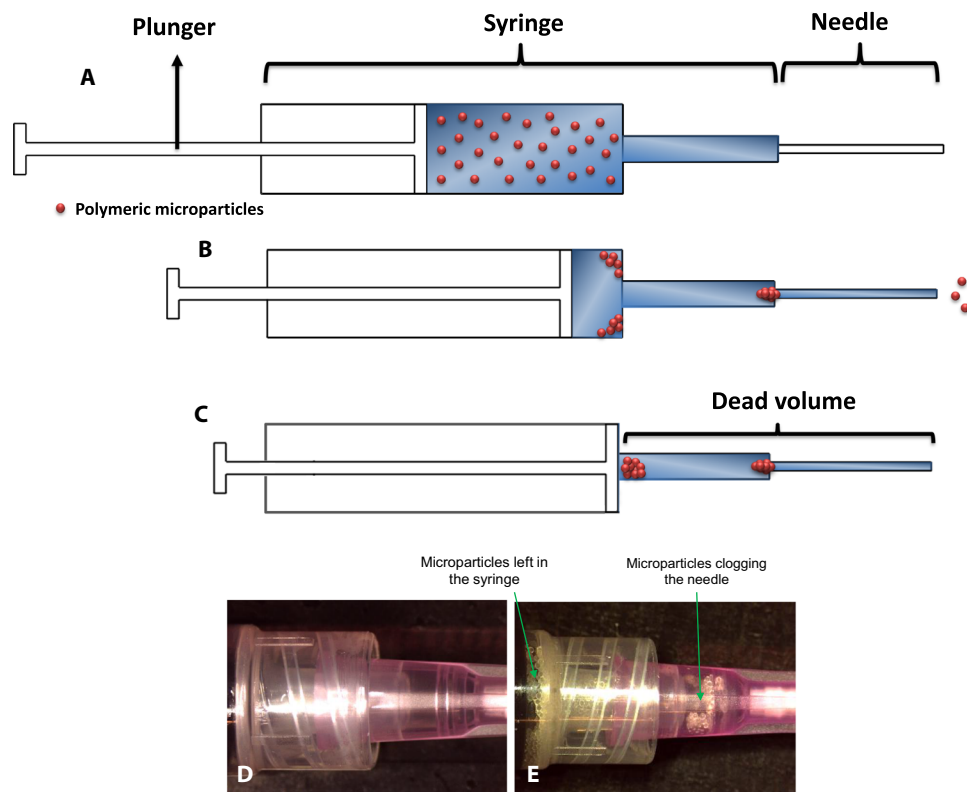 Plunger
Syringe
Needle
A
Polymeric microparticles
B
C
Dead volume
Microparticles left in
the syringe
Microparticles clogging
the needle
D
E